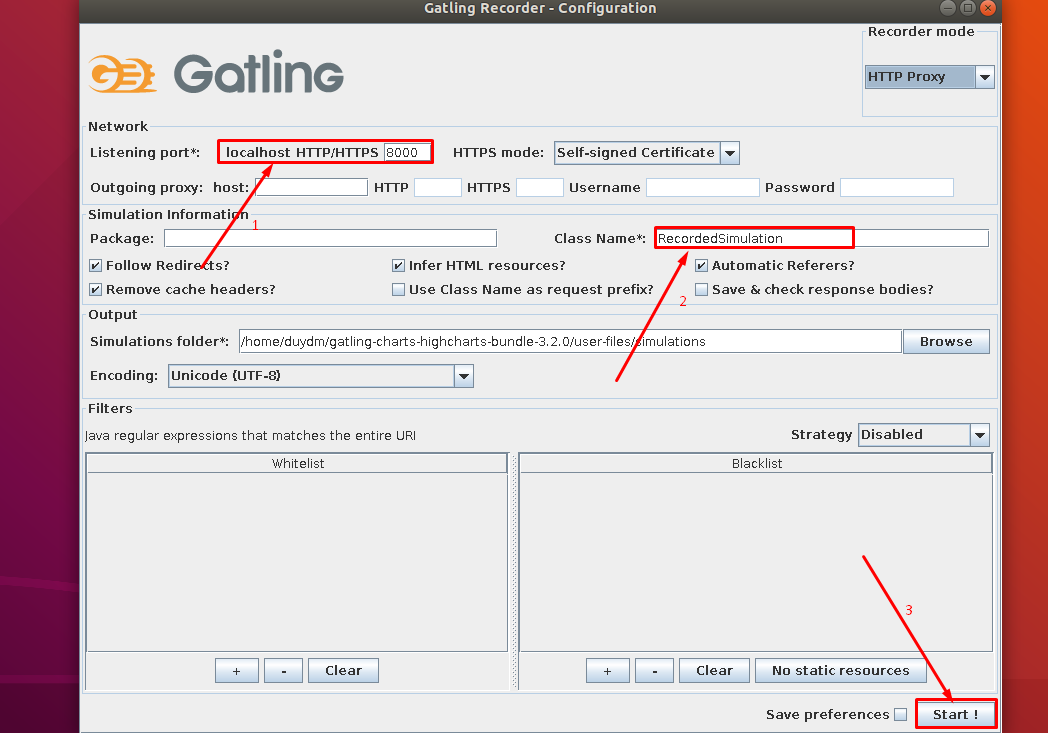 Gatling Recorder - Configuration
Gatling
Recorder mode
HTTP Proxy
Network
Listening port*: localhost HTTP/HTTPS 8000 HTTPS mode: Self-signed Certificate
Outgoing proxy: host: HTTP HTTPS Username Password
Simulation Information
1
Package: Class Name*: RecordedSimulation
Follow Redirects? Infer HTML resources? Automatic Referers?
Remove cache headers? Use Class Name as request prefix? Save & check response bodies?
2
Output
Simulations folder*: /home/duydm/gatling-charts-highcharts-bundle-3.2.0/user-files/simulations Browse
Encoding: Unicode (UTF-8)
Filters
Java regular expressions that matches the entire URI Strategy Disabled
Whitelist Blacklist
3
+ - Clear + - Clear No static resources
Save preferences Start !